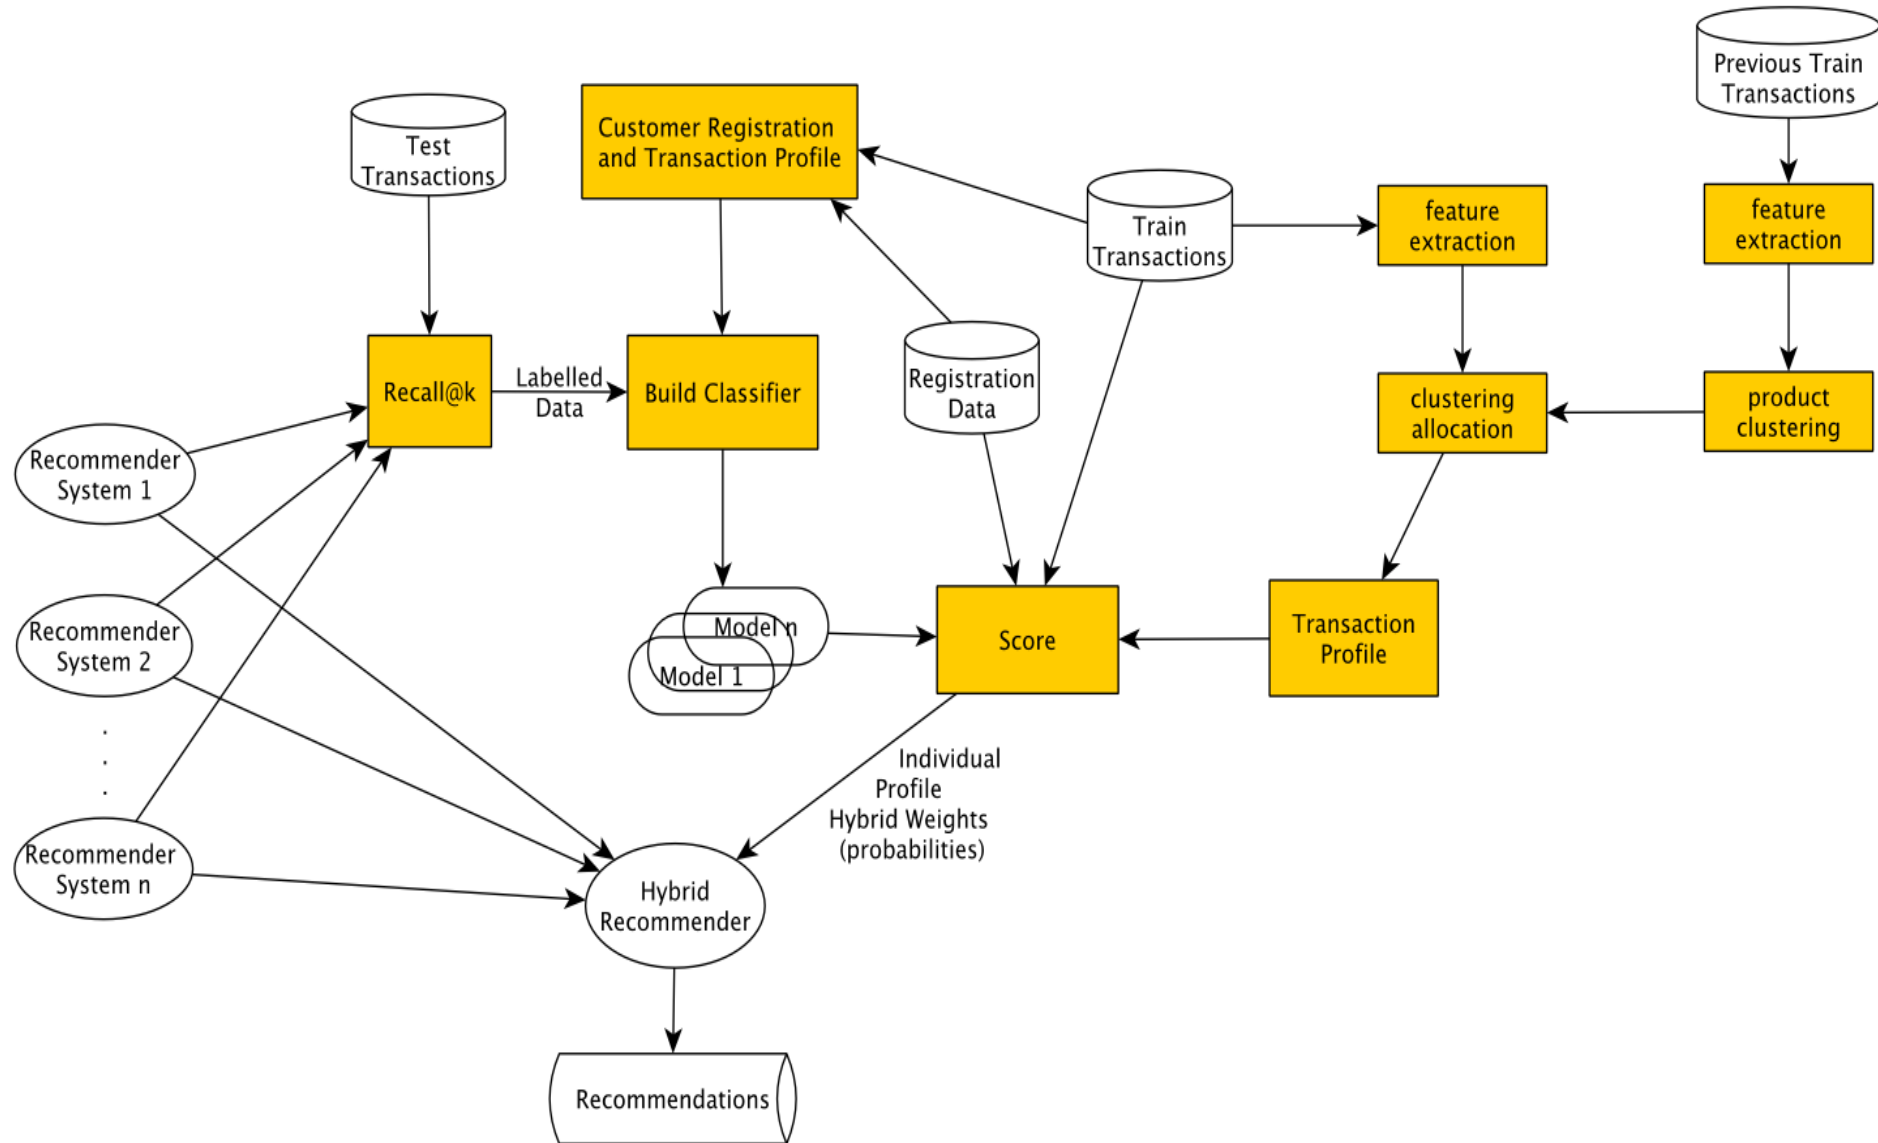 Previous Train
Transactions
Test
Transactions
Customer Registration
and Transaction Profile
Train
Transactions
feature
extraction
feature
extraction
Recall@k
Labelled
Data
Build Classifier
Registration
Data
clustering
allocation
product
clustering
Recommender
System 1
Recommender
System 2
.
.
.
Recommender
System n
Model n
Model 1
Score
Transaction
Profile
Individual
Profile
Hybrid Weights
(probabilities)
Hybrid
Recommender
Recommendations